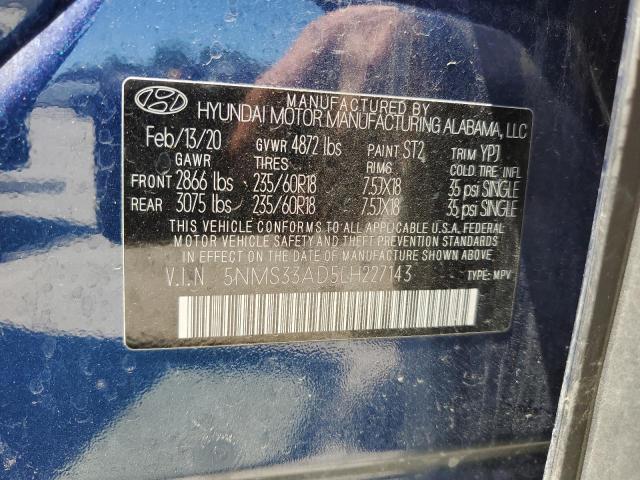 MANUFACTURED BY
HYUNDAI MOTOR MANUFACTURING ALABAMA, LLC
Feb/13/20 GVWR 4872 lbs PAINT ST2 TRIM YPJ
GAWR TIRES RIMS COLD TIRE INFL
FRONT 2866 lbs 235/60R18 7.5JX18 35 psi SINGLE
REAR 3075 lbs 235/60R18 7.5JX18 35 psi SINGLE
THIS VEHICLE CONFORMS TO ALL APPLICABLE U.S.A. FEDERAL
MOTOR VEHICLE SAFETY AND THEFT PREVENTION STANDARDS
IN EFFECT ON THE DATE OF MANUFACTURE SHOWN ABOVE.
V.I.N 5NMS33AD5LH227143 TYPE: MPV